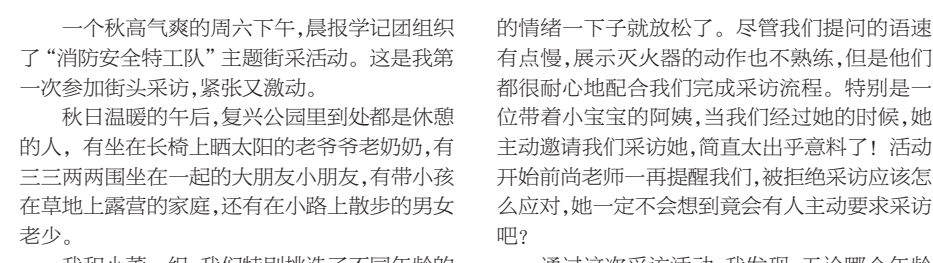 一个秋高气爽的周六下午，晨报学记团组织
了“消防安全特工队”主题街采活动。这是我第
一次参加街头采访，紧张又激动。
秋日温暖的午后，复兴公园里到处都是休憩
的人，有坐在长椅上晒太阳的老爷爷老奶奶，有
三三两两围坐在一起的大朋友小朋友，有带小孩
在草地上露营的家庭，还有在小路上散步的男女
老少。
的情绪一下子就放松了。尽管我们提问的语速
有点慢，展示灭火器的动作也不熟练，但是他们
都很耐心地配合我们完成采访流程。特别是一
位带着小宝宝的阿姨，当我们经过她的时候，她
主动邀请我们采访她，简直太出乎意料了！活动
开始前尚老师一再提醒我们，被拒绝采访应该怎
么应对，她一定不会想到竟会有人主动要求采访
吧？